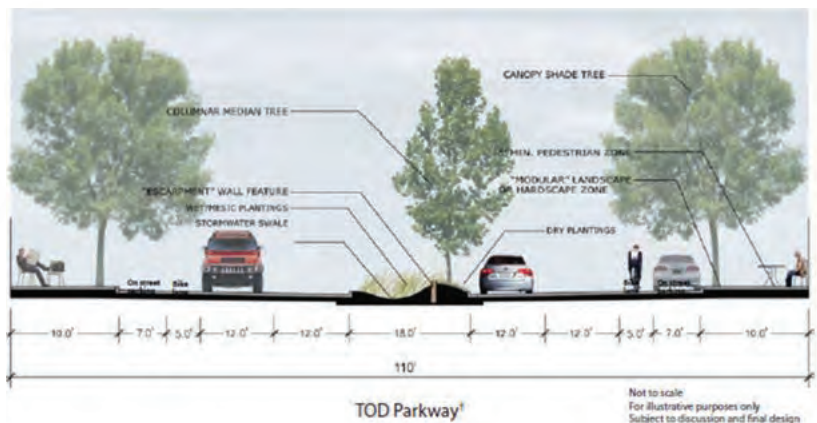 CANOPY SHADE TREE
COLUMNAR MEDIAN TREE
MIN. PEDESTRIAN ZONE
"ESCARPMENT" WALL FEATURE
"MODULAR" LANDSCAPE
OR HARDSCAPE ZONE
WET/MESIC PLANTINGS
STORMWATER SWALE
DRY PLANTINGS
On street
Bike
On street
10.0' 7.0' 5.0' 12.0' 12.0' 18.0' 12.0' 12.0' 5.0' 7.0' 10.0'
110'
TOD Parkway¹
Not to scale
For illustrative purposes only
Subject to discussion and final design